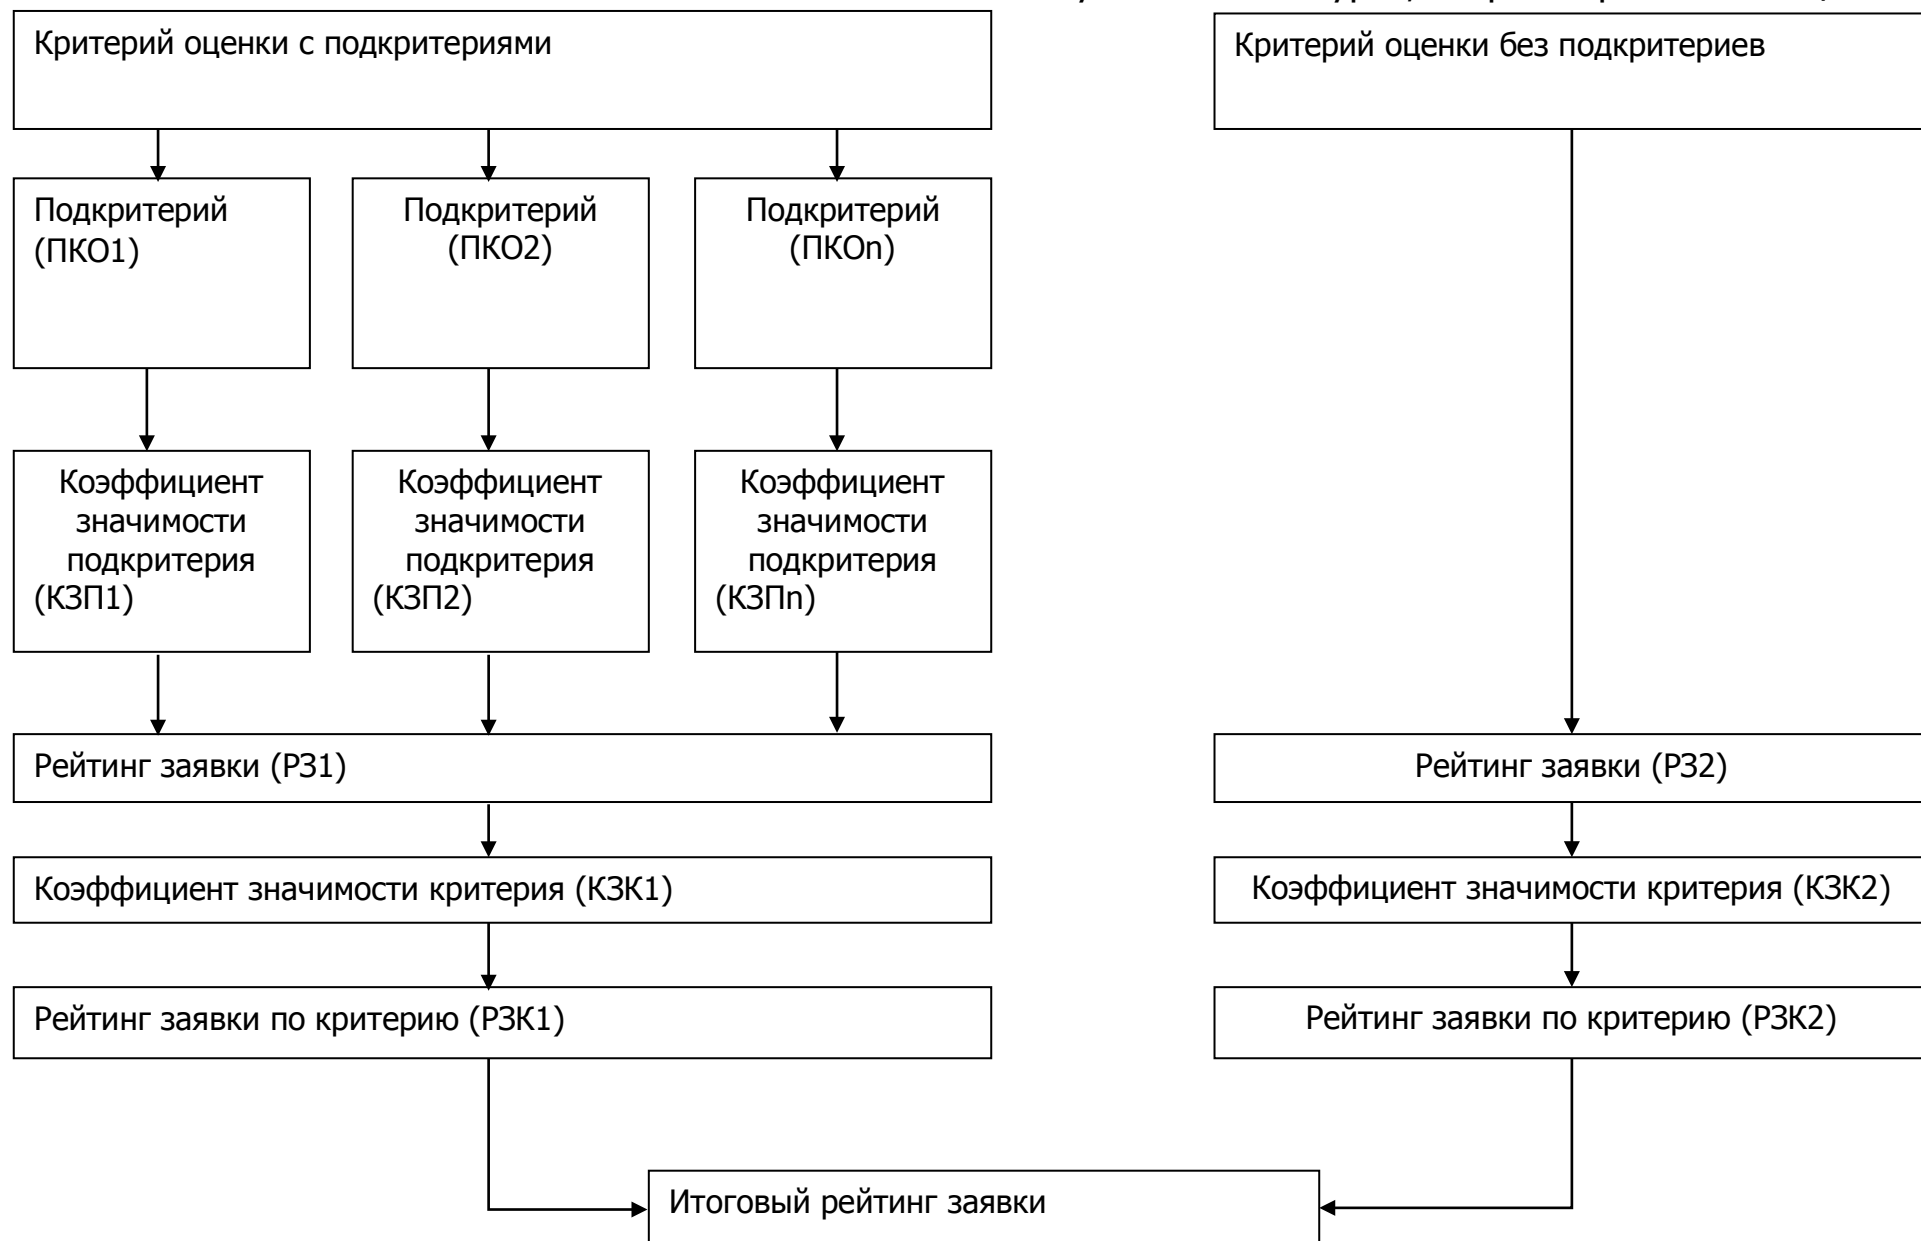 Критерий оценки с подкритериями
Критерий оценки без подкритериев
Подкритерий
(ПКО1)
Подкритерий
(ПКО2)
Подкритерий
(ПКОn)
Коэффициент
значимости
подкритерия
(КЗП1)
Коэффициент
значимости
подкритерия
(КЗП2)
Коэффициент
значимости
подкритерия
(КЗПn)
Рейтинг заявки (РЗ1)
Рейтинг заявки (РЗ2)
Коэффициент значимости критерия (КЗК1)
Коэффициент значимости критерия (КЗК2)
Рейтинг заявки по критерию (РЗК1)
Рейтинг заявки по критерию (РЗК2)
Итоговый рейтинг заявки